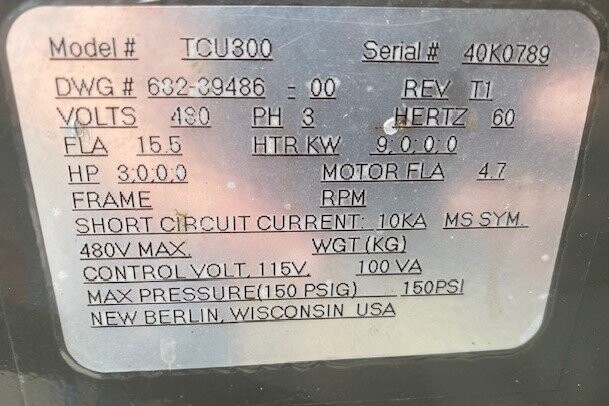 Model # TCU300 Serial # 40K0789
DWG # 682-39486 - 00 REV T1
VOLTS 480 PH 3 HERTZ 60
FLA 15.5 HTR KW 9;0;0;0
HP 3;0;0;0 MOTOR FLA 4.7
FRAME RPM
SHORT CIRCUIT CURRENT: 10KA MS SYM.
480V MAX. WGT (KG)
CONTROL VOLT, 115V, 100 VA
MAX PRESSURE(150 PSIG) 150PSI
NEW BERLIN, WISCONSIN USA